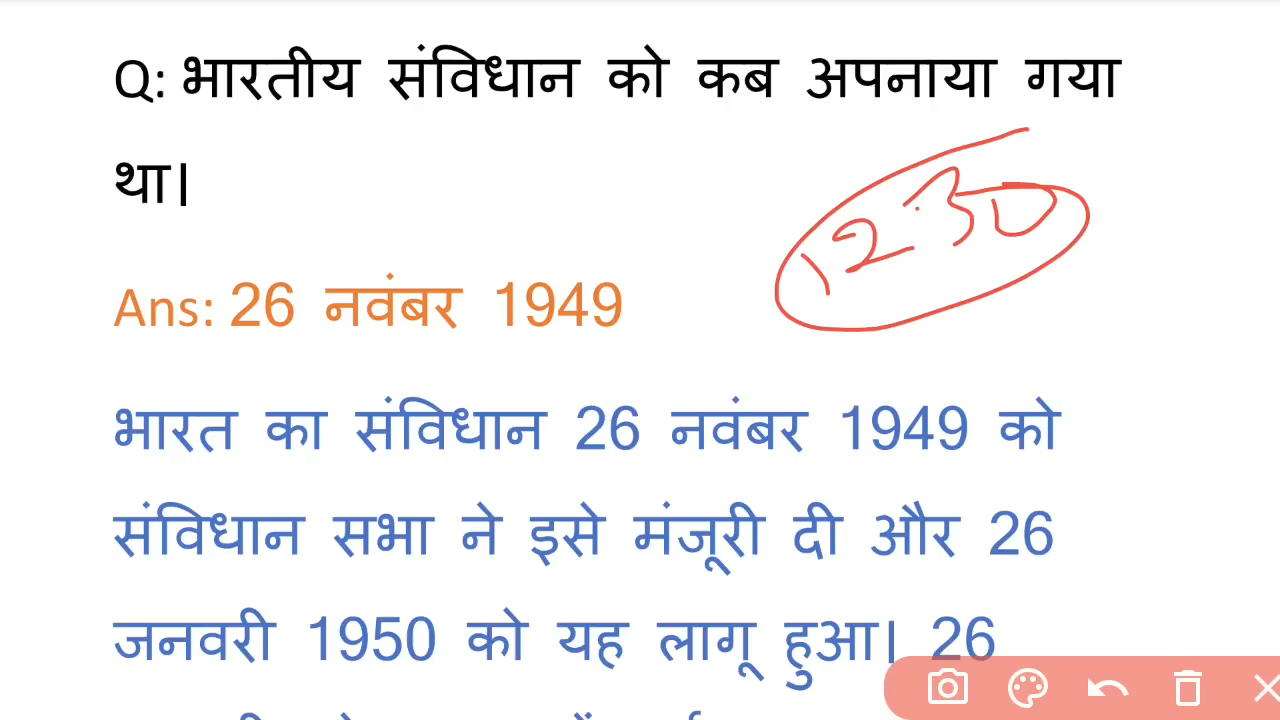 Q: भारतीय संविधान को कब अपनाया गया
था।
12:30
Ans: 26 नवंबर 1949
भारत का संविधान 26 नवंबर 1949 को
संविधान सभा ने इसे मंजूरी दी और 26
जनवरी 1950 को यह लागू हुआ। 26